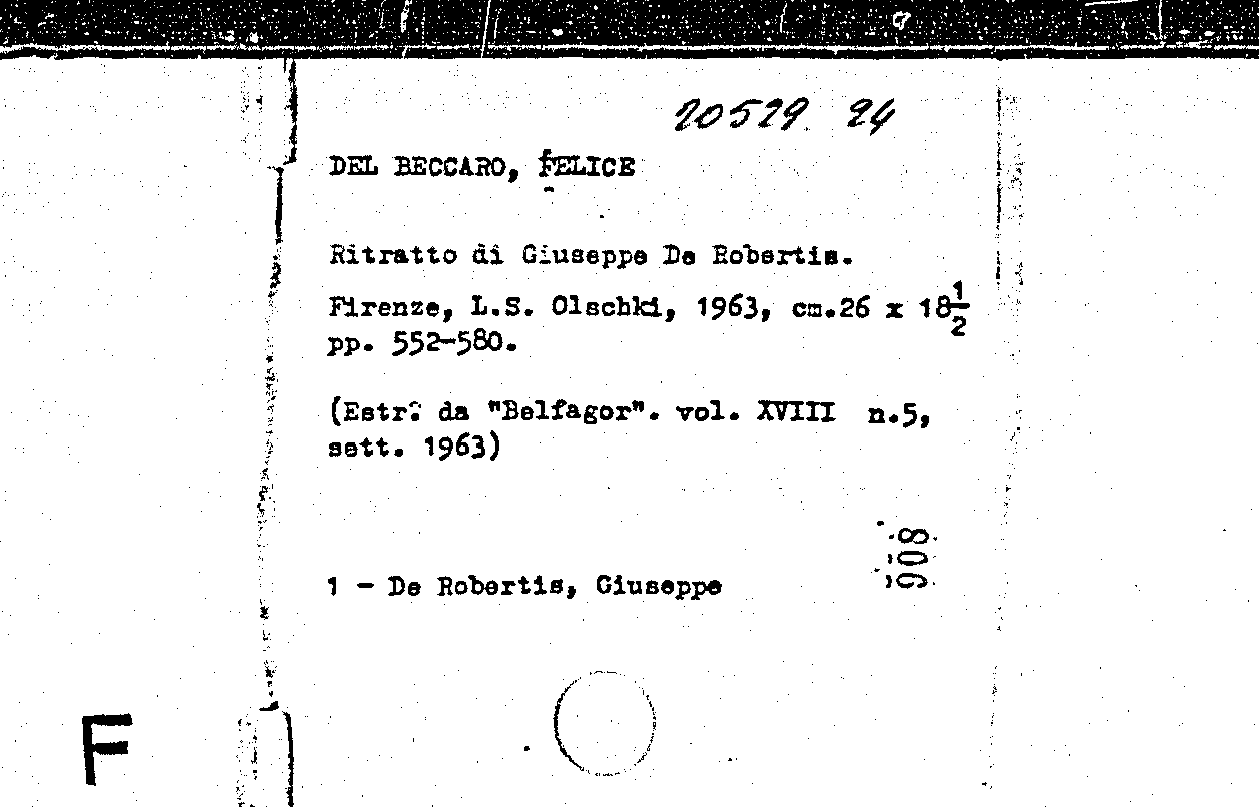 20529. 24
DEL BECCARO, fELICE
Ritratto di Giuseppe De Robertis.
Firenze, L.S. Olschki, 1963, cm.26 x 18 1/2
pp. 552-580.
(Estr. da "Belfagor". vol. XVIII n.5,
sett. 1963)
908
1 - De Robertis, Giuseppe
F